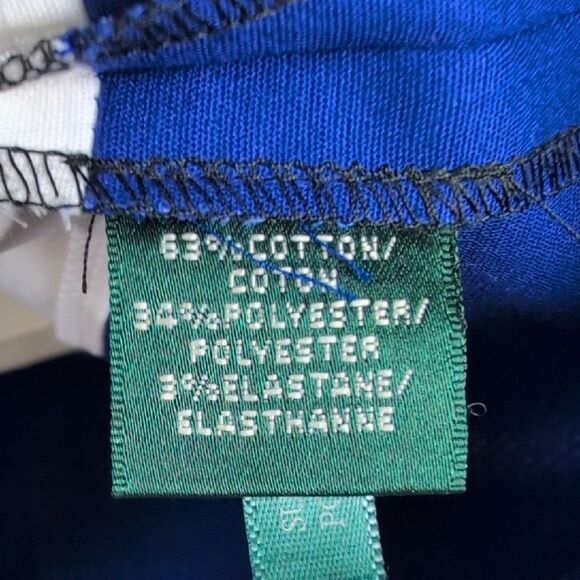 63% COTTON/
COTON
34% POLYESTER/
POLYESTER
3% ELASTANE/
ELASTHANNE